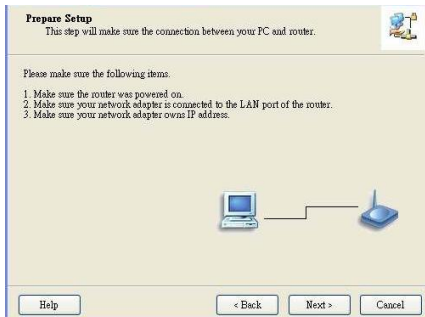 Prepare Setup
This step will make sure the connection between your PC and router.
Please make sure the following items.
1. Make sure the router was powered on.
2. Make sure your network adapter is connected to the LAN port of the router.
3. Make sure your network adapter owns IP address.
Help
< Back
Next >
Cancel